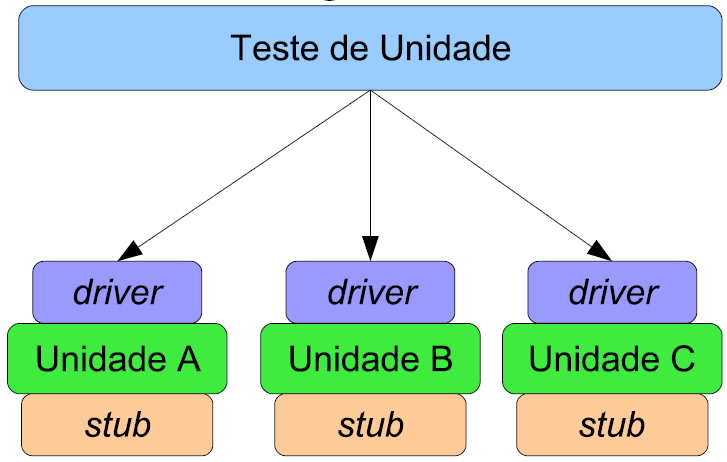 Teste de Unidade
driver
driver
driver
Unidade A
Unidade B
Unidade C
stub
stub
stub